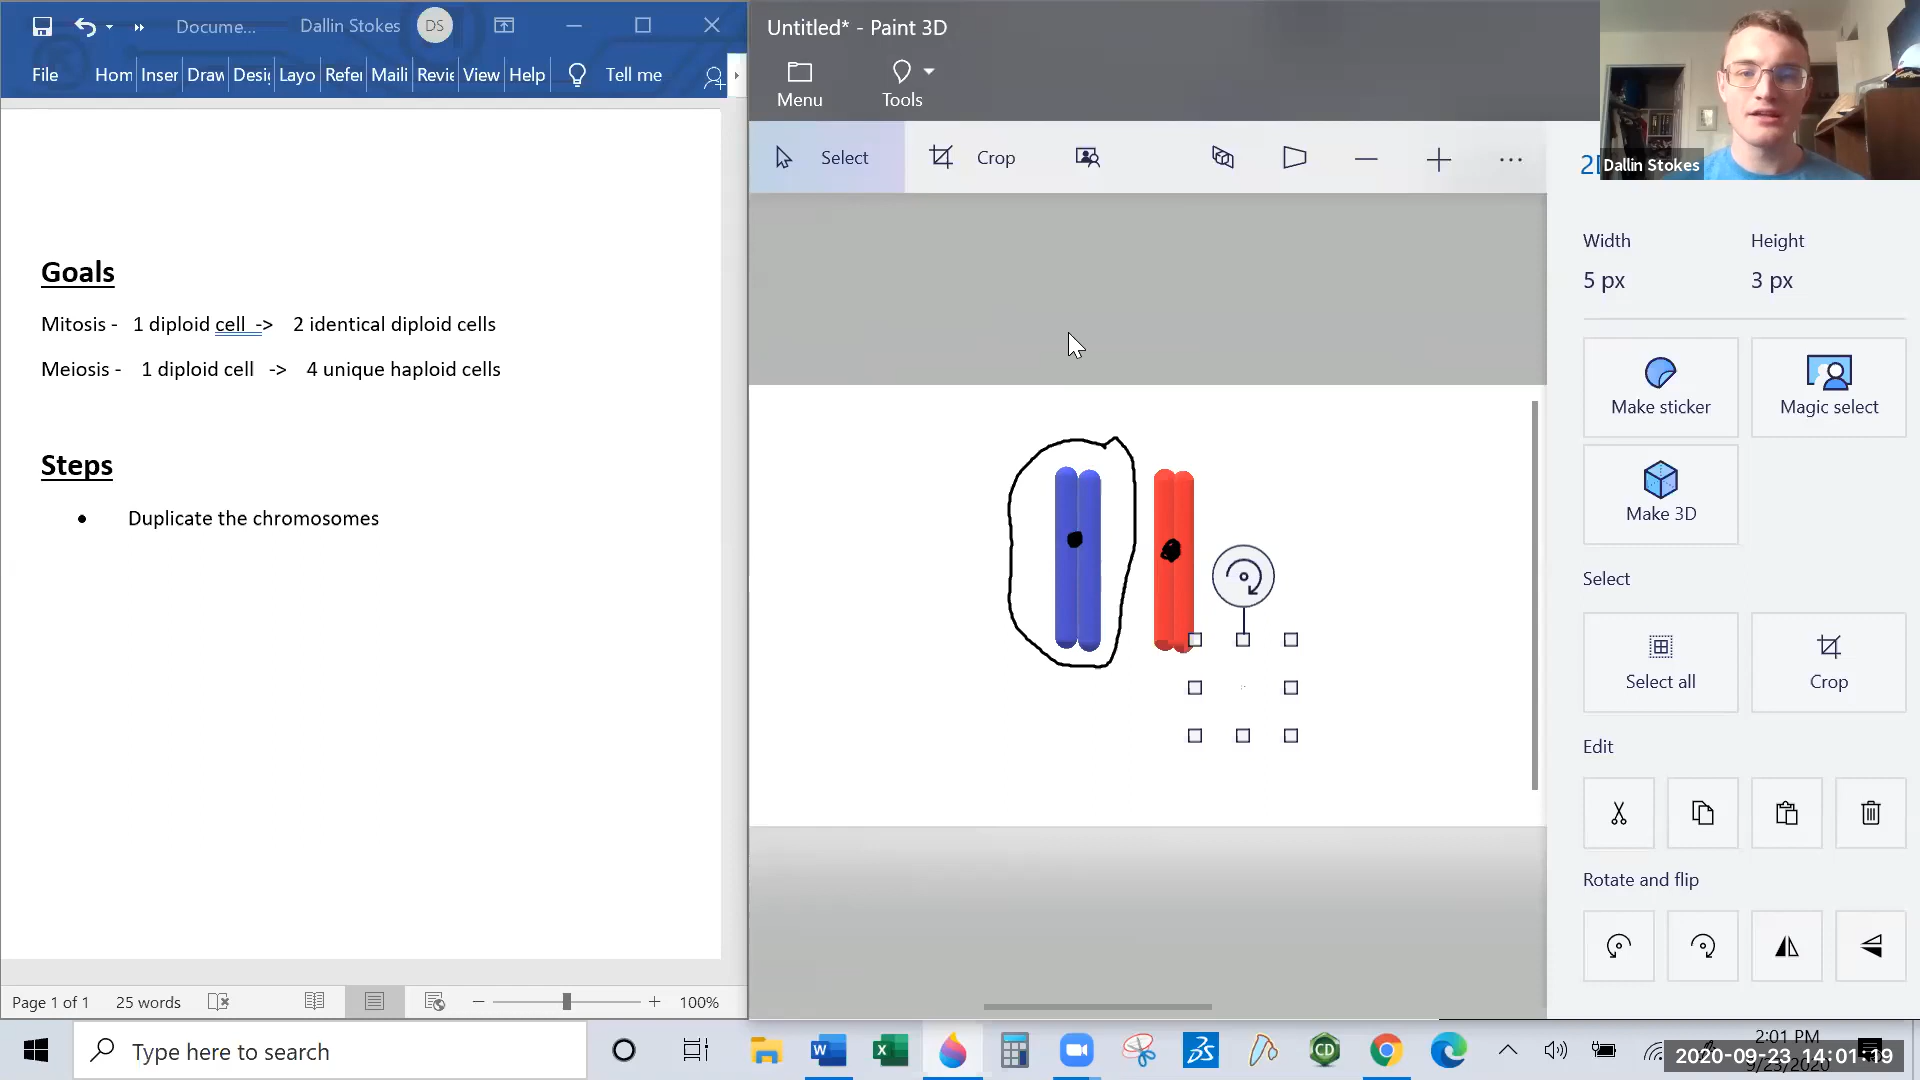 Docume...
Dallin Stokes
DS
File
Hom
Inser
Draw
Desig
Layo
Refer
Maili
Revie
View
Help
Tell me
Goals
Mitosis - 1 diploid cell -> 2 identical diploid cells
Meiosis - 1 diploid cell -> 4 unique haploid cells
Steps
• Duplicate the chromosomes
Page 1 of 1
25 words
100%
Untitled* - Paint 3D
Menu
Tools
Select
Crop
Dallin Stokes
Width
Height
5 px
3 px
Make sticker
Magic select
Make 3D
Select
Select all
Crop
Edit
Rotate and flip
Type here to search
W
X
CD
2:01 PM
2020-09-23 14:01:19